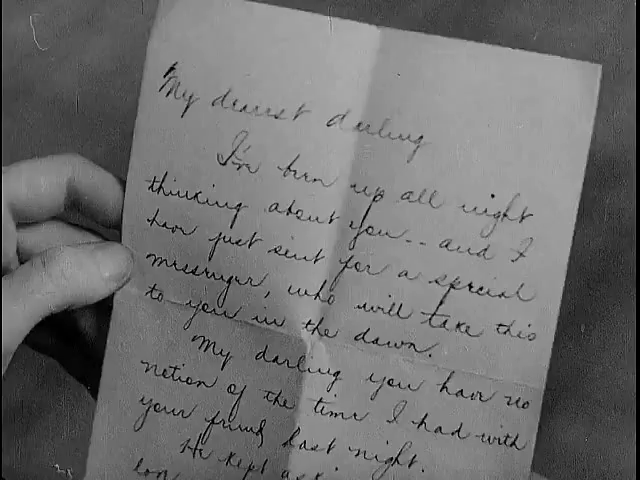 My dearest darling
I've been up all night
thinking about you -- and I
have just sent for a special
messenger, who will take this
to you in the dawn.
My darling you have no
notion of the time I had with
your friend last night.
He kept